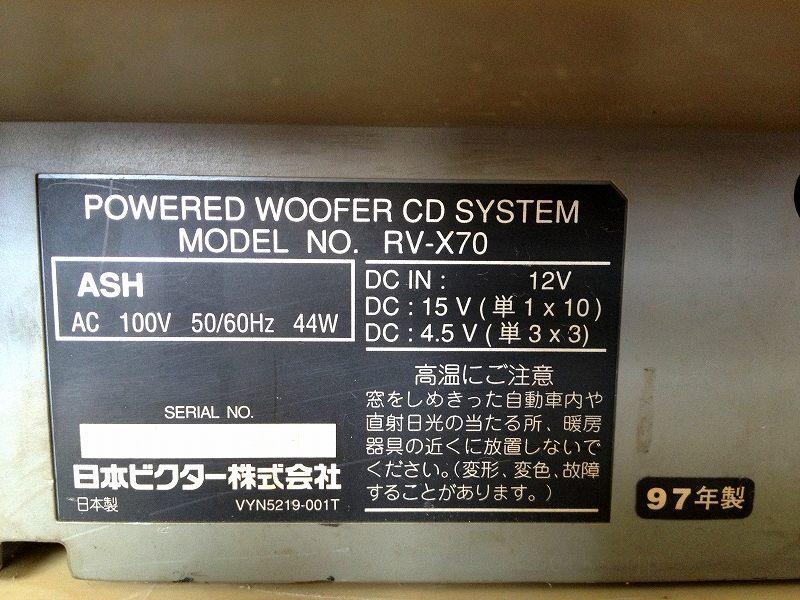 POWERED WOOFER CD SYSTEM
MODEL NO. RV-X70
ASH
AC 100V 50/60Hz 44W
DC IN : 12V
DC : 15 V ( 単 1 x 10 )
DC : 4.5 V ( 単 3 x 3 )
高温にご注意
窓をしめきった自動車内や
直射日光の当たる所、暖房
器具の近くに放置しないで
ください。(変形、変色、故障
することがあります。)
SERIAL NO.
日本ビクター株式会社
日本製 VYN5219-001T
97年製